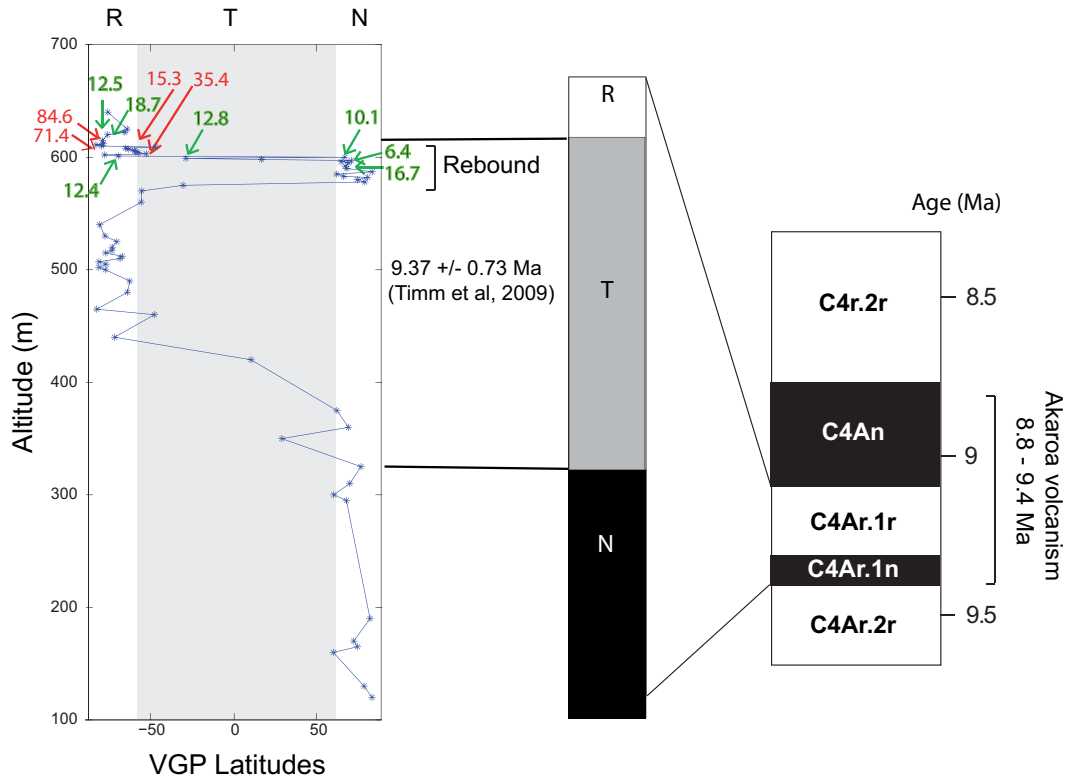 R T N
700
600
500
400
300
200
100
Altitude (m)
−50 0 50
VGP Latitudes
12.5
18.7
15.3
35.4
84.6
71.4
12.8
12.4
10.1
6.4
16.7
Rebound
9.37 +/- 0.73 Ma
(Timm et al, 2009)
R
T
N
Age (Ma)
C4r.2r
8.5
C4An
9
C4Ar.1r
C4Ar.1n
C4Ar.2r
9.5
Akaroa volcanism
8.8 - 9.4 Ma